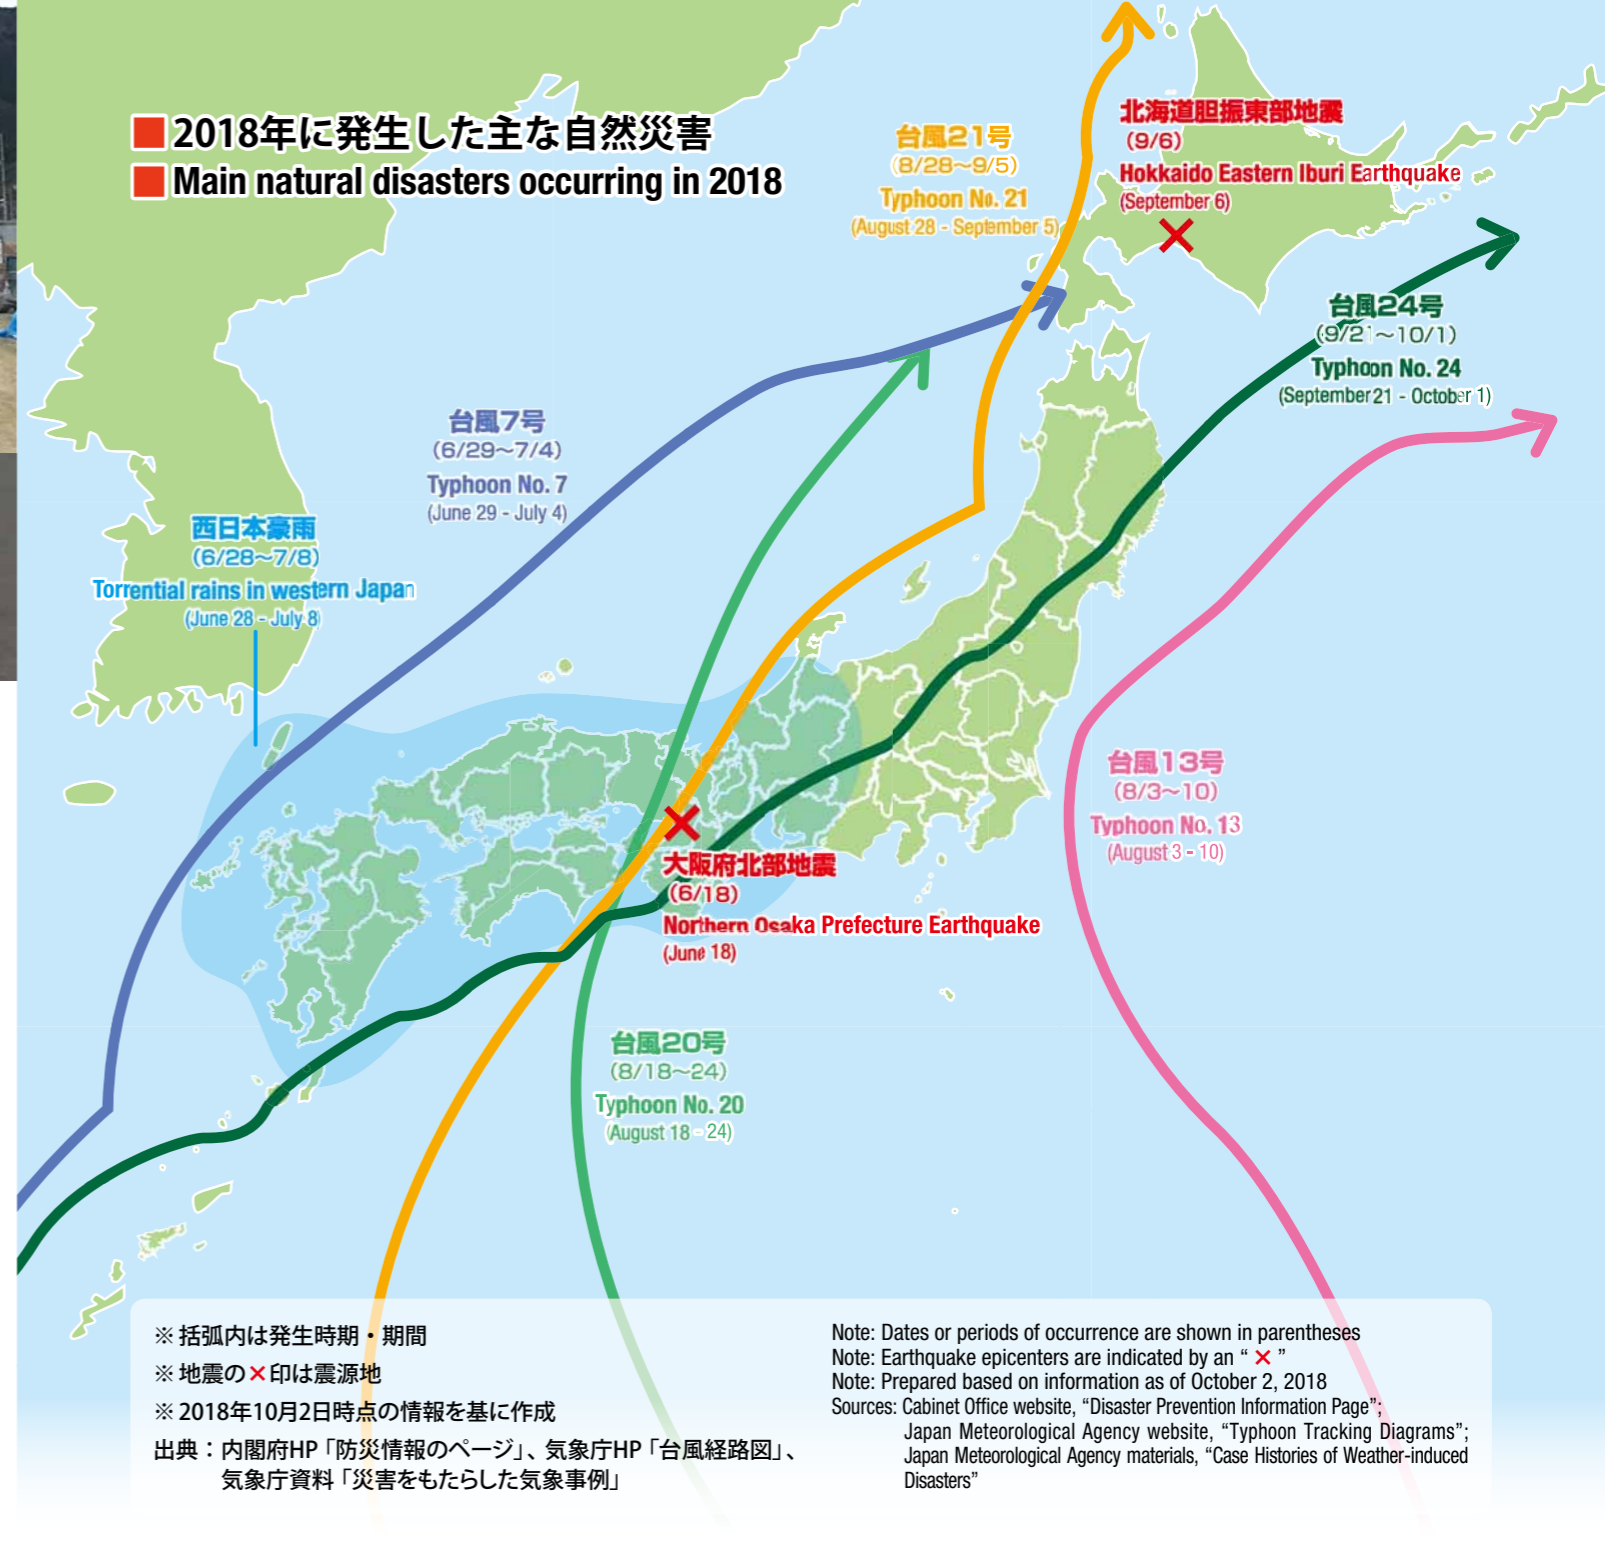 ■2018年に発生した主な自然災害
■Main natural disasters occurring in 2018
台風21号
（8/28～9/5）
Typhoon No. 21
(August 28 - September 5)
北海道胆振東部地震
（9/6）
Hokkaido Eastern Iburi Earthquake
(September 6)
台風24号
（9/21～10/1）
Typhoon No. 24
(September 21 - October 1)
台風7号
（6/29～7/4）
Typhoon No. 7
(June 29 - July 4)
西日本豪雨
（6/28～7/8）
Torrential rains in western Japan
(June 28 - July 8)
台風13号
（8/3～10）
Typhoon No. 13
(August 3 - 10)
大阪府北部地震
（6/18）
Northern Osaka Prefecture Earthquake
(June 18)
台風20号
（8/18～24）
Typhoon No. 20
(August 18 - 24)
※括弧内は発生時期・期間
※地震の×印は震源地
※2018年10月2日時点の情報を基に作成
出典：内閣府HP「防災情報のページ」、気象庁HP「台風経路図」、
気象庁資料「災害をもたらした気象事例」
Note: Dates or periods of occurrence are shown in parentheses
Note: Earthquake epicenters are indicated by an “ × ”
Note: Prepared based on information as of October 2, 2018
Sources: Cabinet Office website, “Disaster Prevention Information Page”;
Japan Meteorological Agency website, “Typhoon Tracking Diagrams”;
Japan Meteorological Agency materials, “Case Histories of Weather-induced
Disasters”